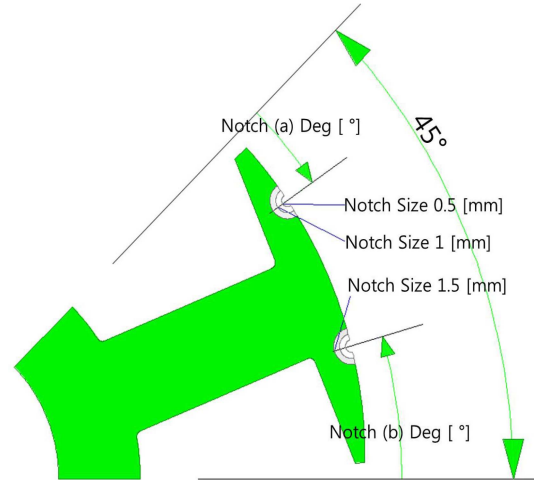 Notch (a) Deg [ °]
45°
Notch Size 0.5 [mm]
Notch Size 1 [mm]
Notch Size 1.5 [mm]
Notch (b) Deg [ °]